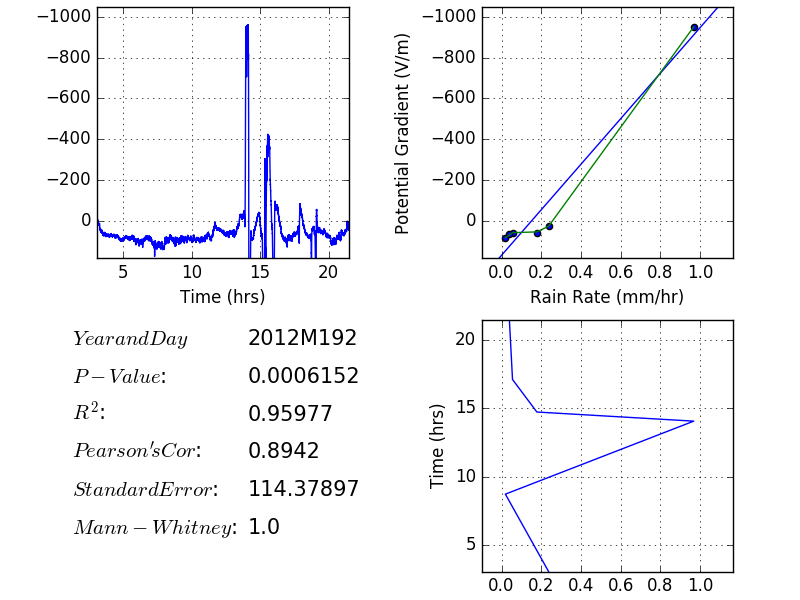 −1000
−800
−600
−400
−200
0
5 10 15 20
Time (hrs)
−1000
−800
−600
−400
−200
0
Potential Gradient (V/m)
0.0 0.2 0.4 0.6 0.8 1.0
Rain Rate (mm/hr)
YearandDay 2012M192
P−Value: 0.0006152
R²: 0.95977
Pearson'sCor: 0.8942
StandardError: 114.37897
Mann−Whitney: 1.0
20
15
10
5
Time (hrs)
0.0 0.2 0.4 0.6 0.8 1.0